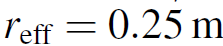 r_eff = 0.25 m